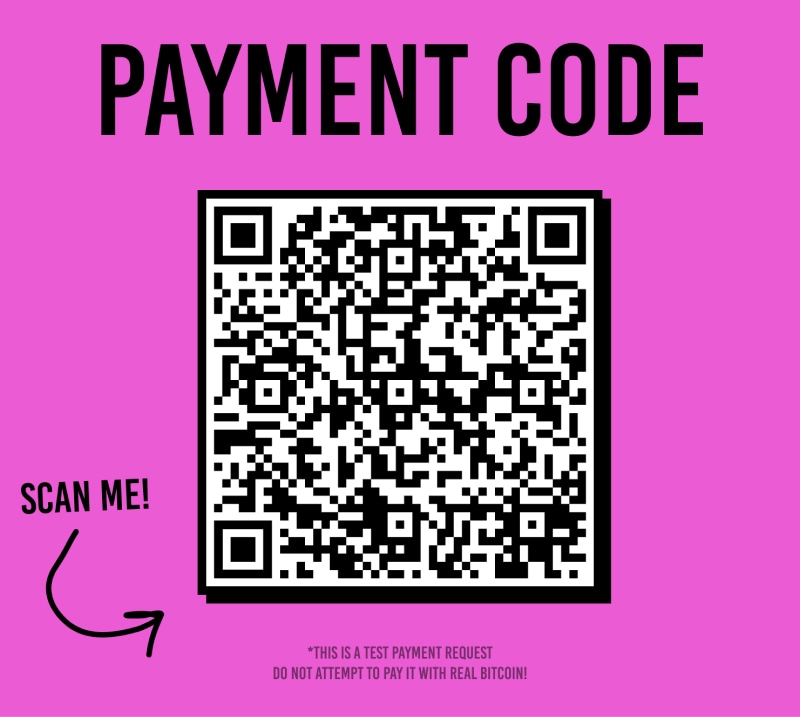 PAYMENT CODE
SCAN ME!
*THIS IS A TEST PAYMENT REQUEST
DO NOT ATTEMPT TO PAY IT WITH REAL BITCOIN!